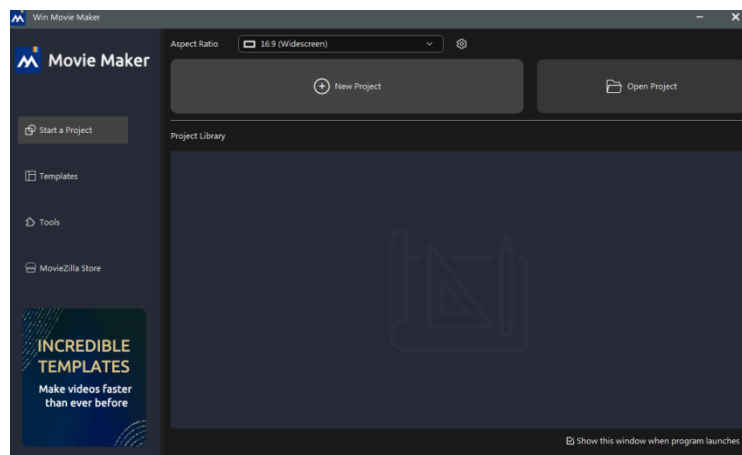 Win Movie Maker
Movie Maker
Aspect Ratio
16:9 (Widescreen)
New Project
Open Project
Start a Project
Project Library
Templates
Tools
MovieZilla Store
INCREDIBLE
TEMPLATES
Make videos faster
than ever before
Show this window when program launches